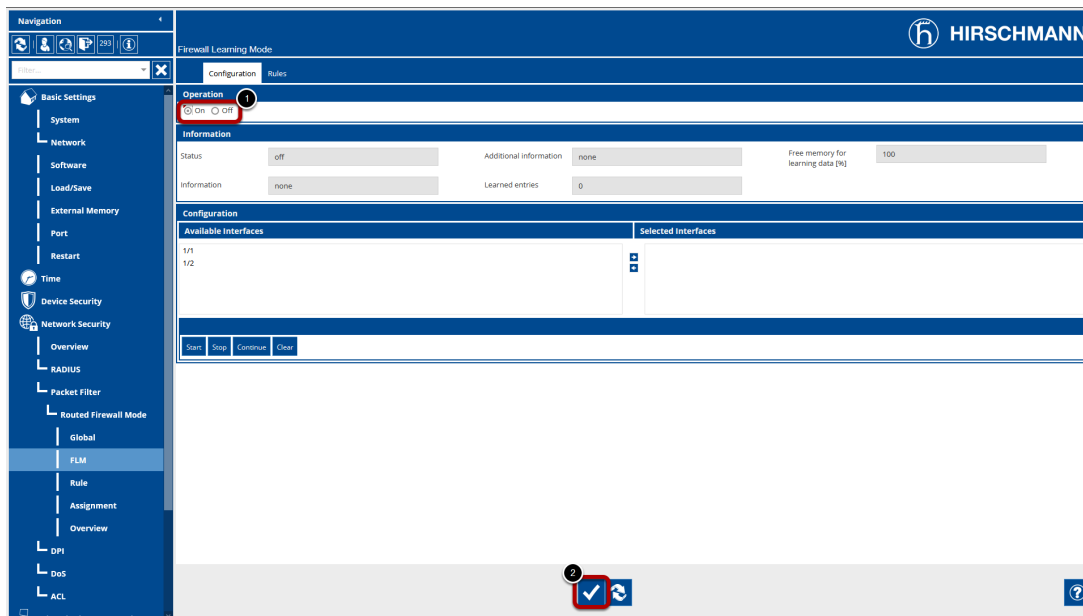 Navigation
293
HIRSCHMANN
Firewall Learning Mode
Filter...
Configuration Rules
Basic Settings
System
Network
Software
Load/Save
External Memory
Port
Restart
Time
Device Security
Network Security
Overview
RADIUS
Packet Filter
Routed Firewall Mode
Global
FLM
Rule
Assignment
Overview
DPI
DoS
ACL
Operation
1
On Off
Information
Status off Additional information none Free memory for learning data [%] 100
Information none Learned entries 0
Configuration
Available Interfaces Selected Interfaces
1/1
1/2
Start Stop Continue Clear
2
?